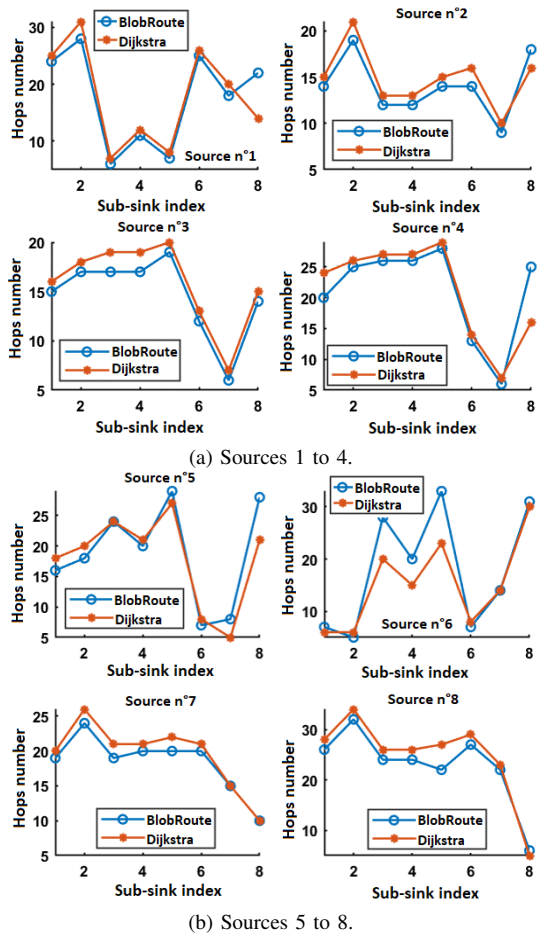 BlobRoute
Dijkstra
Source n°1
Hops number
30
20
10
2
4
6
8
Sub-sink index
Source n°2
BlobRoute
Dijkstra
Hops number
20
15
10
5
2
4
6
8
Sub-sink index
Source n°3
BlobRoute
Dijkstra
Hops number
20
15
10
5
2
4
6
8
Sub-sink index
Source n°4
BlobRoute
Dijkstra
Hops number
25
20
15
10
5
2
4
6
8
Sub-sink index
(a) Sources 1 to 4.
Source n°5
BlobRoute
Dijkstra
Hops number
25
20
15
10
5
2
4
6
8
Sub-sink index
BlobRoute
Dijkstra
Source n°6
Hops number
30
20
10
2
4
6
8
Sub-sink index
Source n°7
BlobRoute
Dijkstra
Hops number
25
20
15
10
5
2
4
6
8
Sub-sink index
Source n°8
BlobRoute
Dijkstra
Hops number
30
20
10
2
4
6
8
Sub-sink index
(b) Sources 5 to 8.